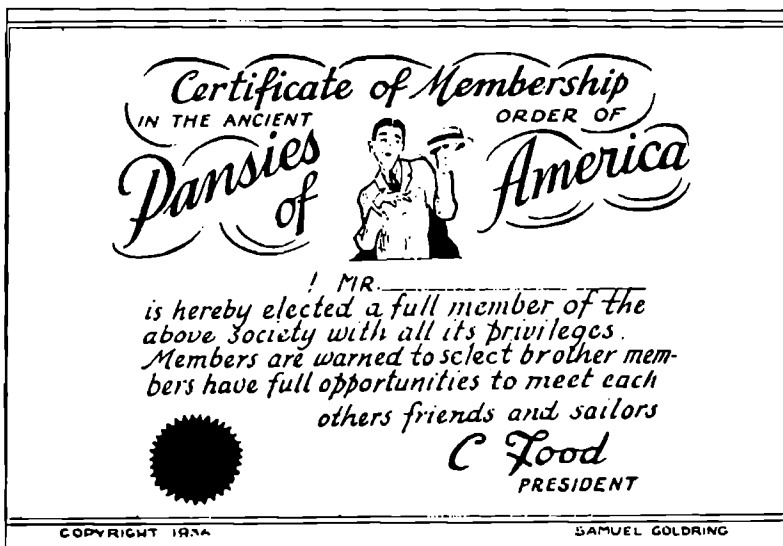 Certificate of Membership
IN THE ANCIENT ORDER OF
Pansies of America
! MR.
is hereby elected a full member of the
above society with all its privileges.
Members are warned to select brother mem-
bers have full opportunities to meet each
others friends and sailors
C Food
PRESIDENT
COPYRIGHT SAMUEL GOLDRING